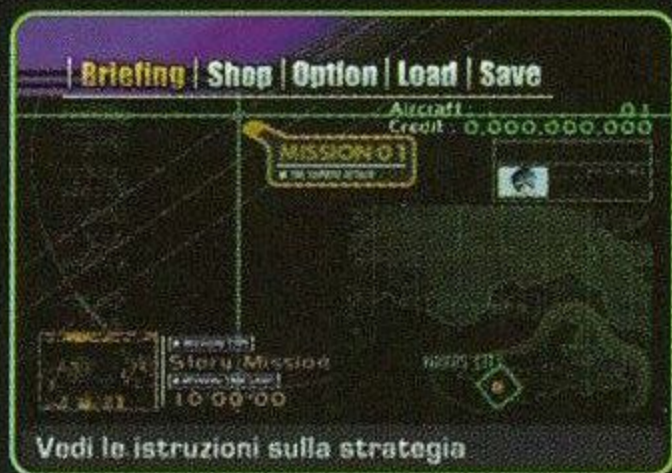 Briefing | Shop | Option | Load | Save
Aircraft : 01
Credit : 0,000,000,000
MISSION 01
Story Mission
10'00'00
Vedi le istruzioni sulla strategia